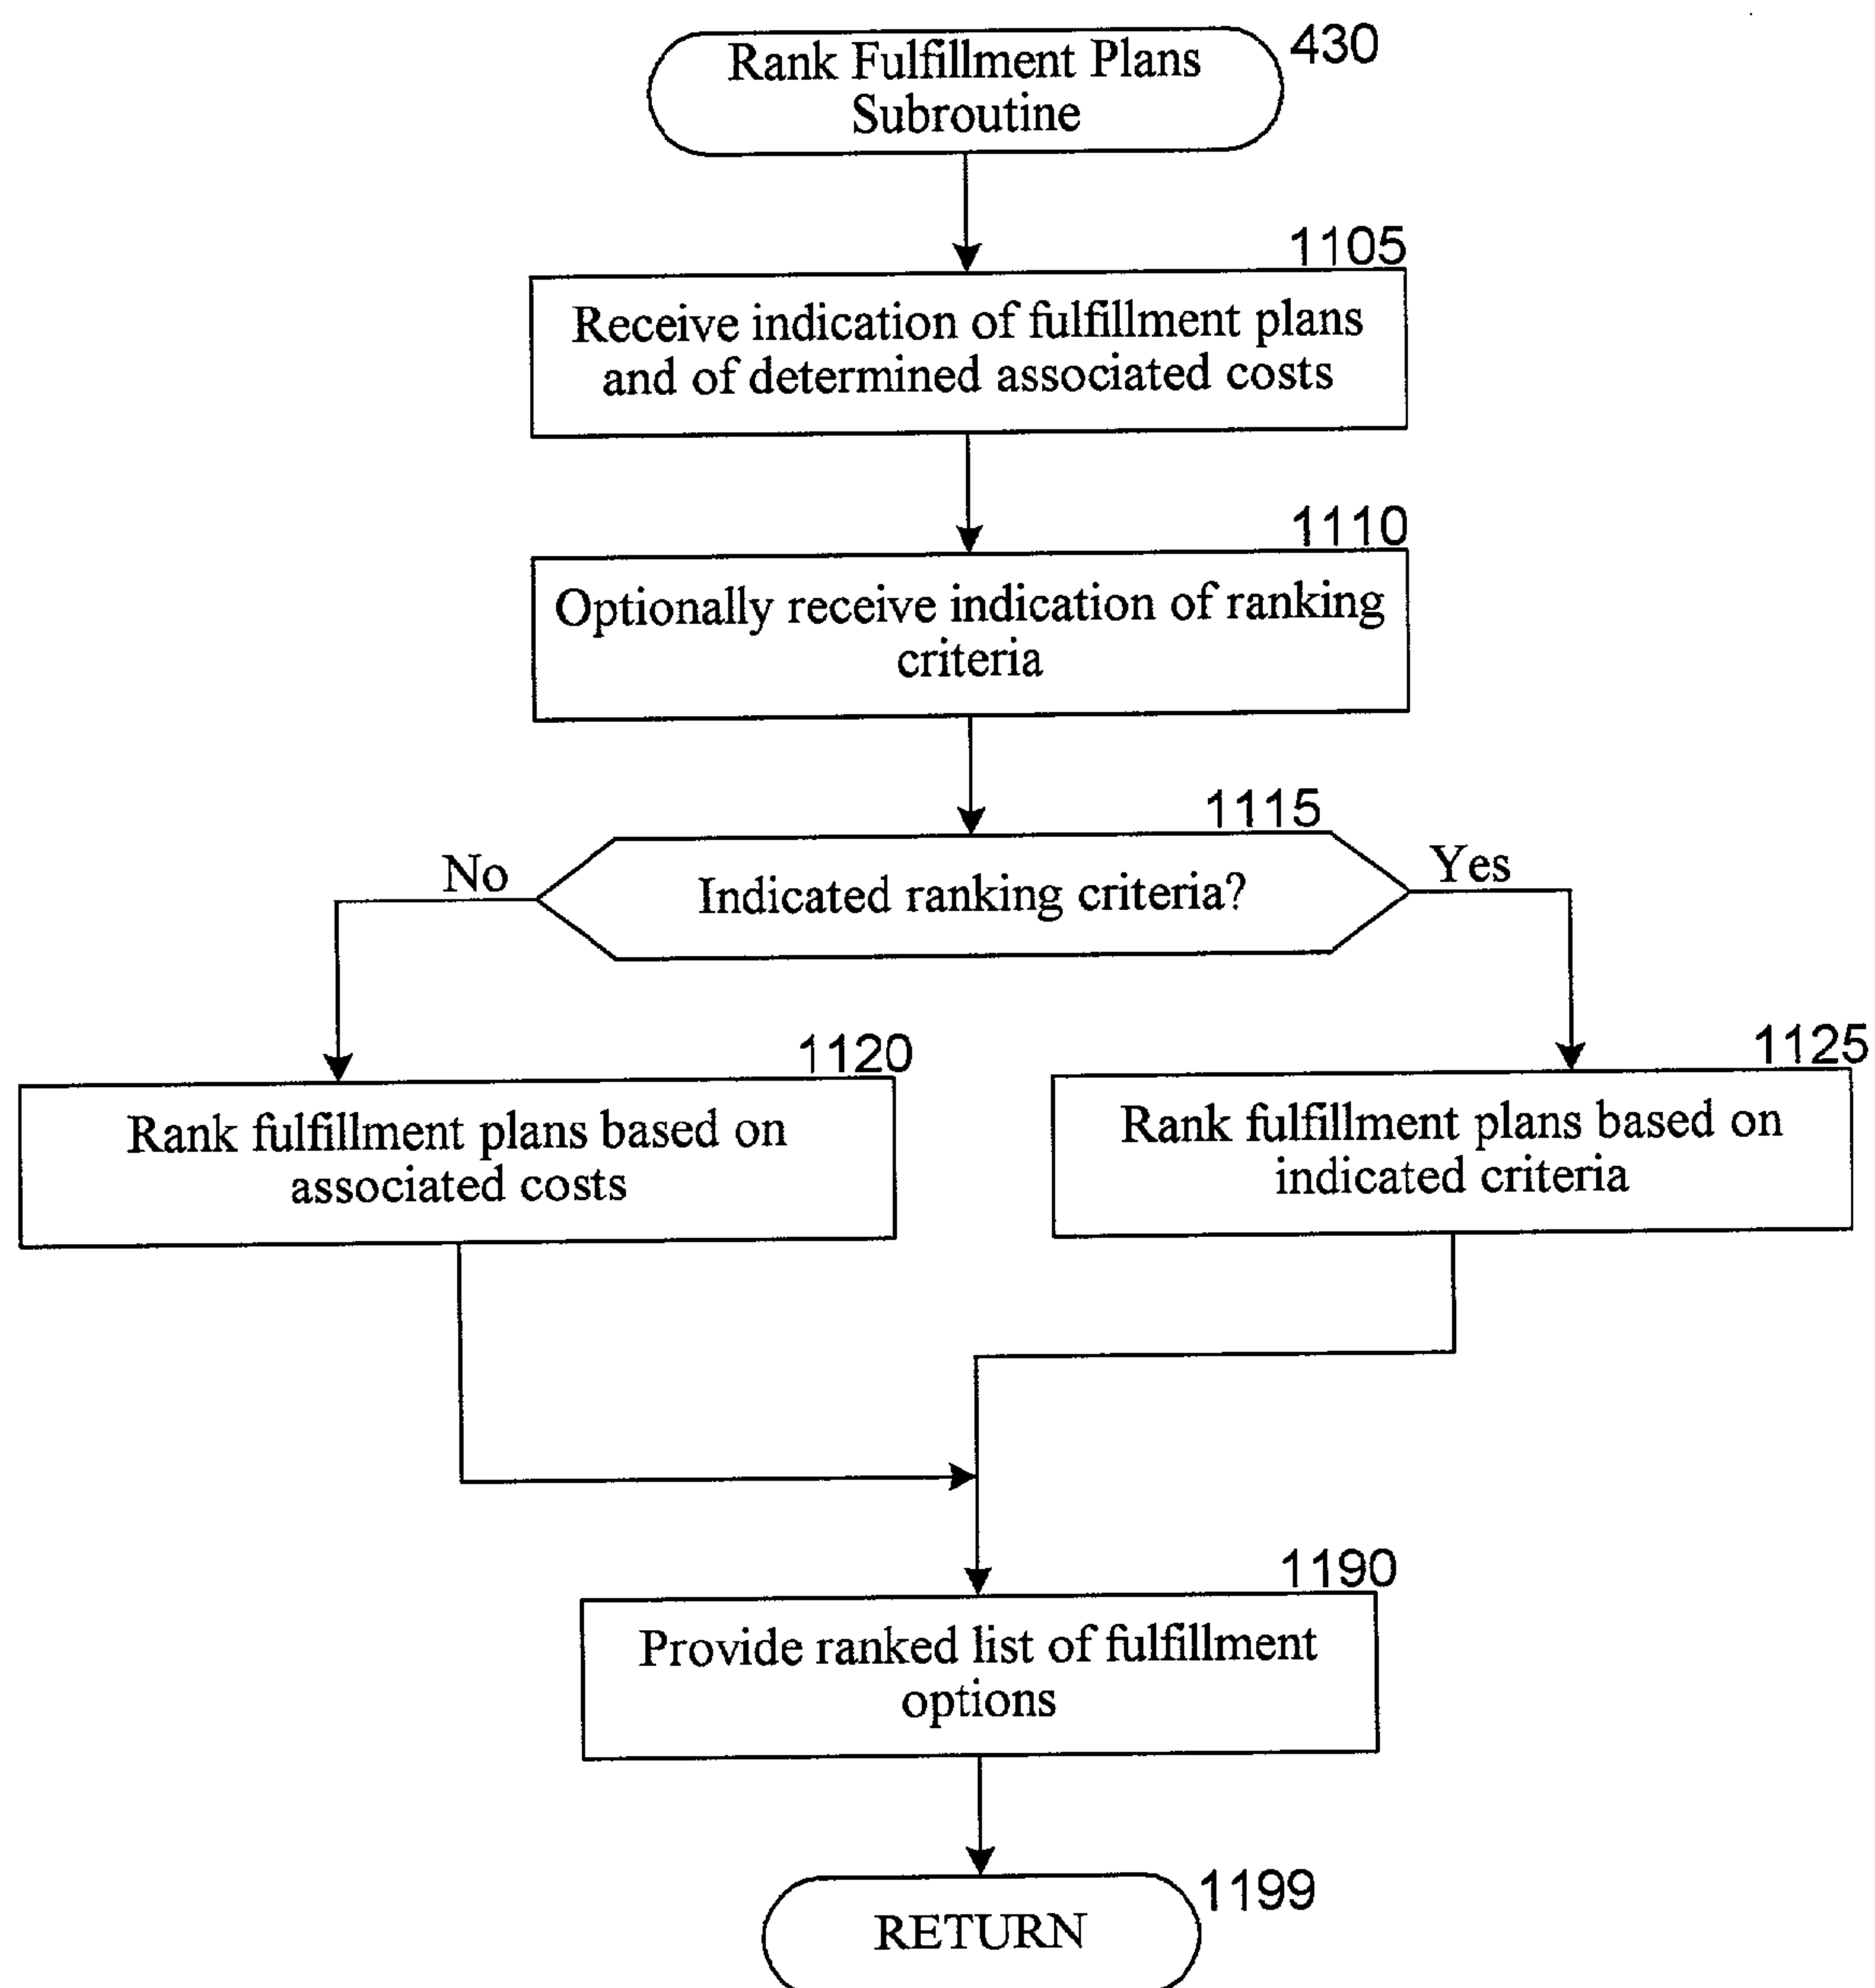 Rank Fulfillment Plans
Subroutine
430
1105
Receive indication of fulfillment plans
and of determined associated costs
1110
Optionally receive indication of ranking
criteria
1115
No
Indicated ranking criteria?
Yes
1120
Rank fulfillment plans based on
associated costs
1125
Rank fulfillment plans based on
indicated criteria
1190
Provide ranked list of fulfillment
options
1199
RETURN